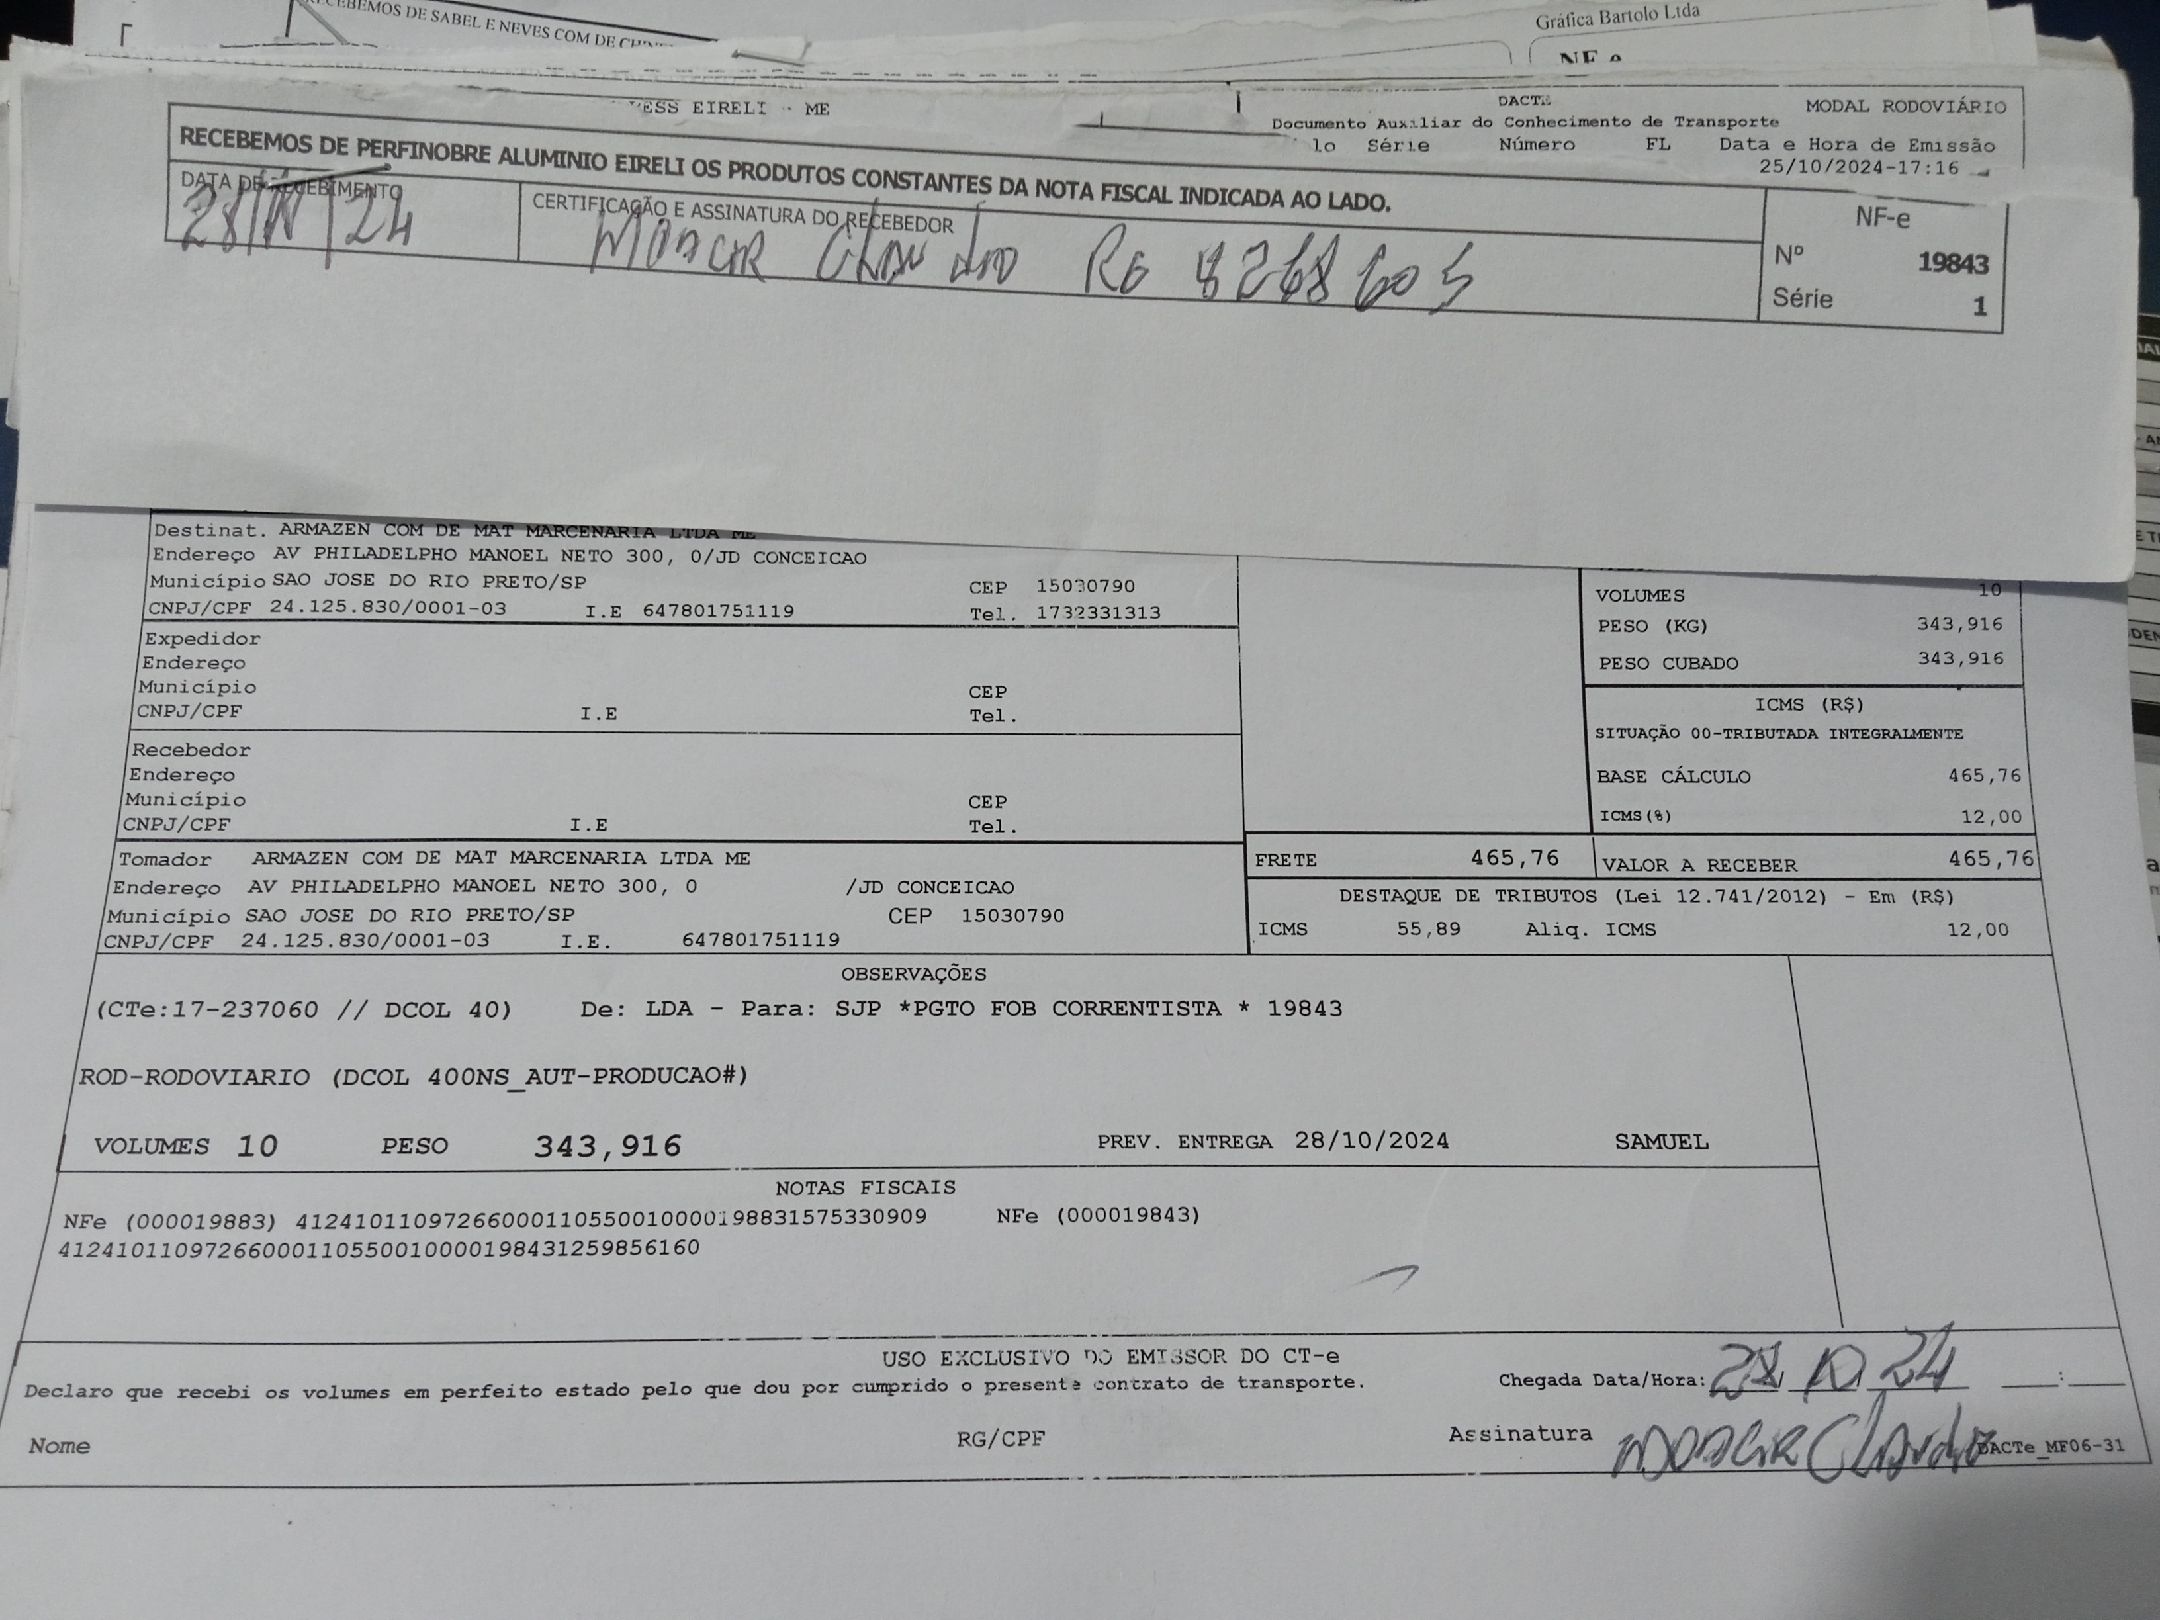 RECEBEMOS DE SABEL E NEVES COM DE
Gráfica Bartolo Ltda
EIRELI - ME
DACTE
MODAL RODOVIÁRIO
Documento Auxiliar do Conhecimento de Transporte
lo Série Número FL Data e Hora de Emissão
25/10/2024-17:16
RECEBEMOS DE PERFINOBRE ALUMINIO EIRELI OS PRODUTOS CONSTANTES DA NOTA FISCAL INDICADA AO LADO.
DATA DE RECEBIMENTO
28/10/24
CERTIFICAÇÃO E ASSINATURA DO RECEBEDOR
MOACIR CLAUDIO RG 8268605
NF-e
Nº 19843
Série 1
Destinat. ARMAZEN COM DE MAT MARCENARIA LTDA ME
Endereço AV PHILADELPHO MANOEL NETO 300, 0/JD CONCEICAO
Município SAO JOSE DO RIO PRETO/SP CEP 15030790
CNPJ/CPF 24.125.830/0001-03 I.E 647801751119 Tel. 1732331313
VOLUMES 10
PESO (KG) 343,916
PESO CUBADO 343,916
Expedidor
Endereço
Município CEP
CNPJ/CPF I.E Tel.
ICMS (R$)
SITUAÇÃO 00-TRIBUTADA INTEGRALMENTE
BASE CÁLCULO 465,76
ICMS(%) 12,00
Recebedor
Endereço
Município CEP
CNPJ/CPF I.E Tel.
FRETE 465,76 VALOR A RECEBER 465,76
Tomador ARMAZEN COM DE MAT MARCENARIA LTDA ME
Endereço AV PHILADELPHO MANOEL NETO 300, 0 /JD CONCEICAO
Município SAO JOSE DO RIO PRETO/SP CEP 15030790
CNPJ/CPF 24.125.830/0001-03 I.E. 647801751119
DESTAQUE DE TRIBUTOS (Lei 12.741/2012) - Em (R$)
ICMS 55,89 Aliq. ICMS 12,00
OBSERVAÇÕES
(CTe:17-237060 // DCOL 40) De: LDA - Para: SJP *PGTO FOB CORRENTISTA * 19843
ROD-RODOVIARIO (DCOL 400NS_AUT-PRODUCAO#)
VOLUMES 10 PESO 343,916 PREV. ENTREGA 28/10/2024 SAMUEL
NOTAS FISCAIS
NFe (000019883) 41241011097266000110550010000198831575330909 NFe (000019843)
41241011097266000110550010000198431259856160
USO EXCLUSIVO DO EMISSOR DO CT-e
Declaro que recebi os volumes em perfeito estado pelo que dou por cumprido o presente contrato de transporte.
Chegada Data/Hora: 28 10 24 :
Nome RG/CPF Assinatura MOACIR Claudio DACTe_MF06-31